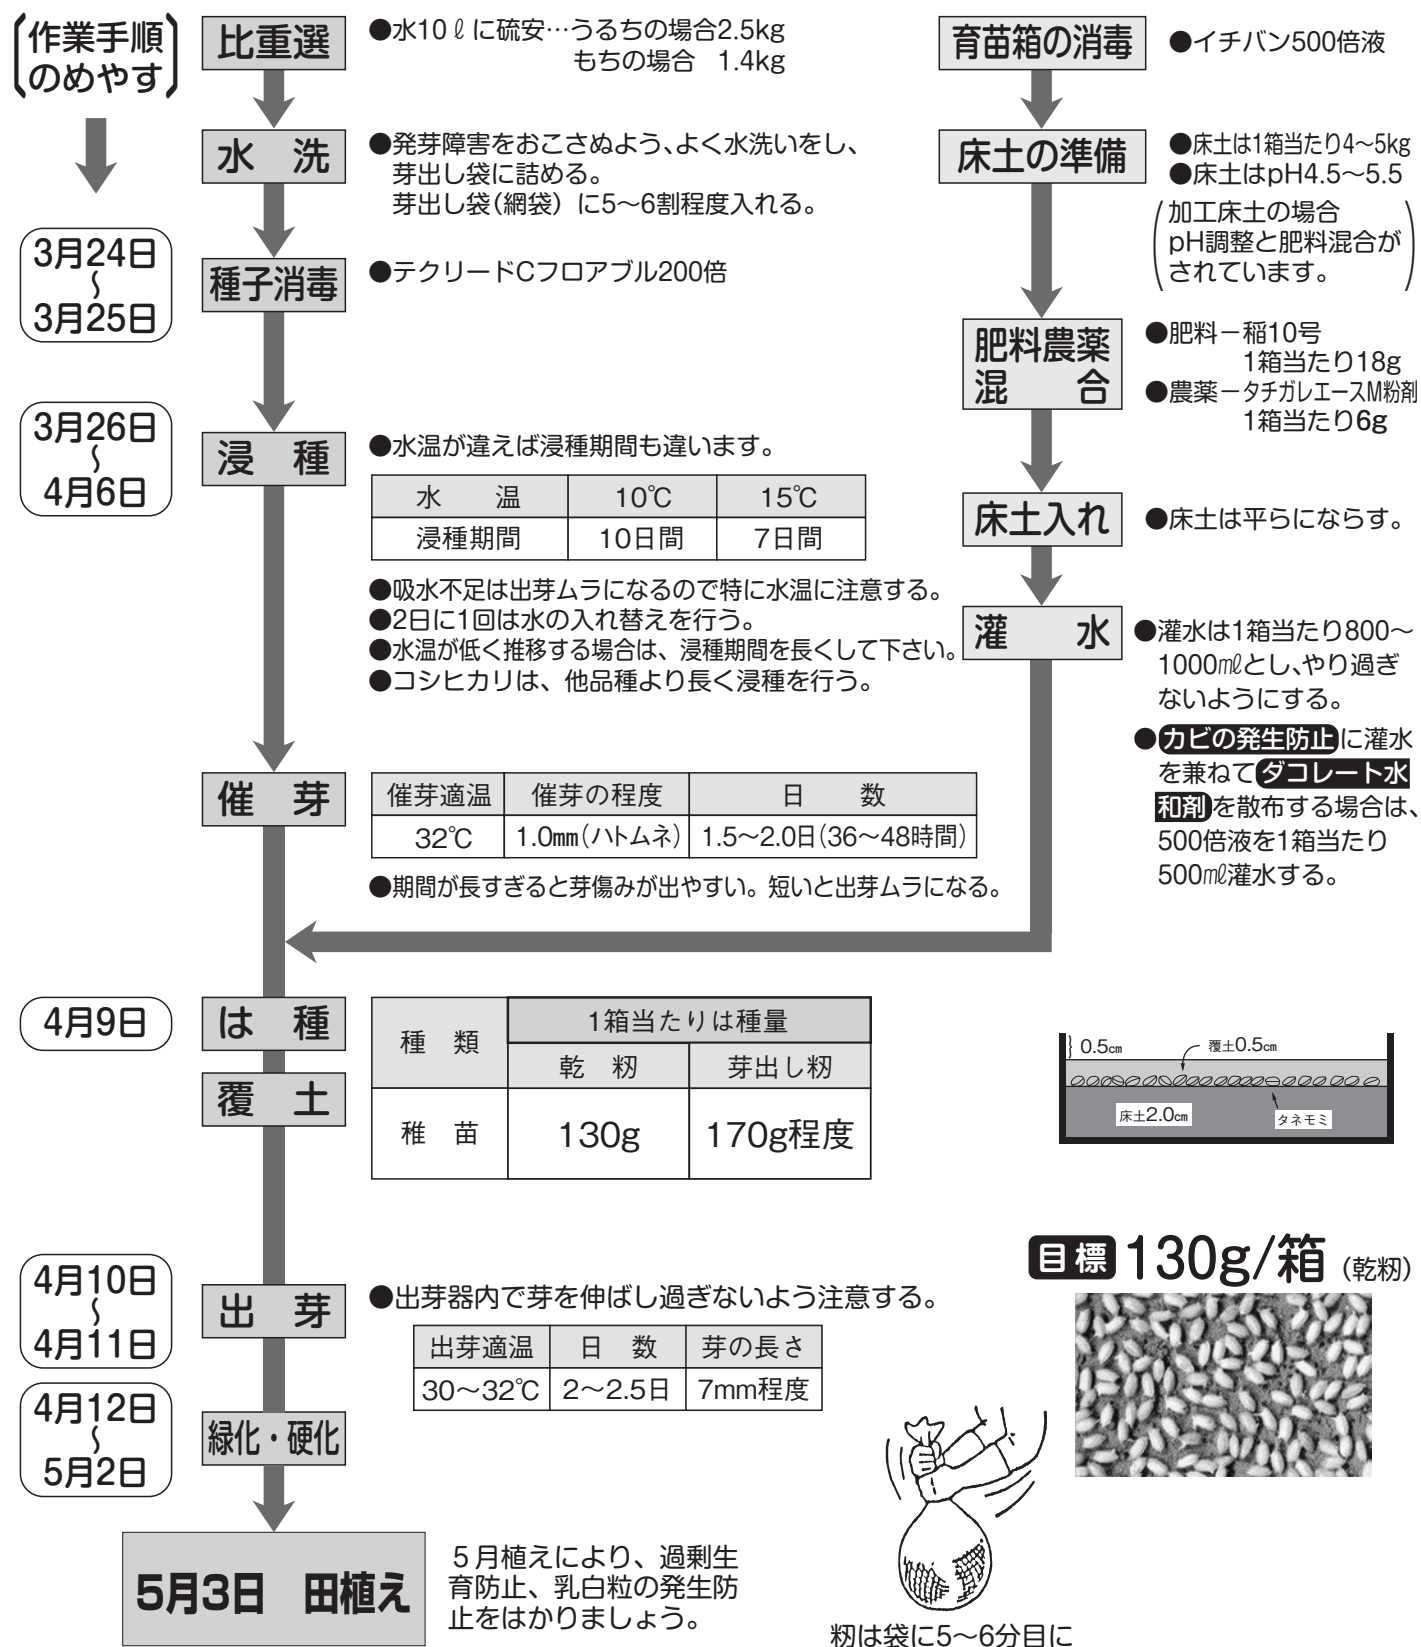 作業手順
のめやす
比重選
●水10ℓに硫安…うるちの場合2.5kg
もちの場合 1.4kg
水 洗
●発芽障害をおこさぬよう、よく水洗いをし、
芽出し袋に詰める。
芽出し袋(網袋)に5〜6割程度入れる。
3月24日
〜
3月25日
種子消毒
●テクリードCフロアブル200倍
3月26日
〜
4月6日
浸 種
●水温が違えば浸種期間も違います。
水 温 10℃ 15℃
浸種期間 10日間 7日間
●吸水不足は出芽ムラになるので特に水温に注意する。
●2日に1回は水の入れ替えを行う。
●水温が低く推移する場合は、浸種期間を長くして下さい。
●コシヒカリは、他品種より長く浸種を行う。
催 芽
催芽適温 催芽の程度 日 数
32℃ 1.0㎜(ハトムネ) 1.5〜2.0日(36〜48時間)
●期間が長すぎると芽傷みが出やすい。短いと出芽ムラになる。
育苗箱の消毒
●イチバン500倍液
床土の準備
●床土は1箱当たり4〜5kg
●床土はpH4.5〜5.5
加工床土の場合
pH調整と肥料混合が
されています。
肥料農薬
混 合
●肥料−稲10号
1箱当たり18g
●農薬−タチガレエースM粉剤
1箱当たり6g
床土入れ
●床土は平らにならす。
灌 水
●灌水は1箱当たり800〜
1000㎖とし、やり過ぎ
ないようにする。
●カビの発生防止に灌水
を兼ねてダコレート水
和剤を散布する場合は、
500倍液を1箱当たり
500㎖灌水する。
4月9日
は 種
覆 土
種 類 1箱当たりは種量
乾 籾 芽出し籾
稚 苗 130g 170g程度
0.5㎝
覆土0.5㎝
床土2.0㎝
タネモミ
目標 130g/箱 (乾籾)
4月10日
〜
4月11日
出 芽
●出芽器内で芽を伸ばし過ぎないよう注意する。
出芽適温 日 数 芽の長さ
30〜32℃ 2〜2.5日 7mm程度
4月12日
〜
5月2日
緑化・硬化
5月3日 田植え
5月植えにより、過剰生
育防止、乳白粒の発生防
止をはかりましょう。
籾は袋に5〜6分目に